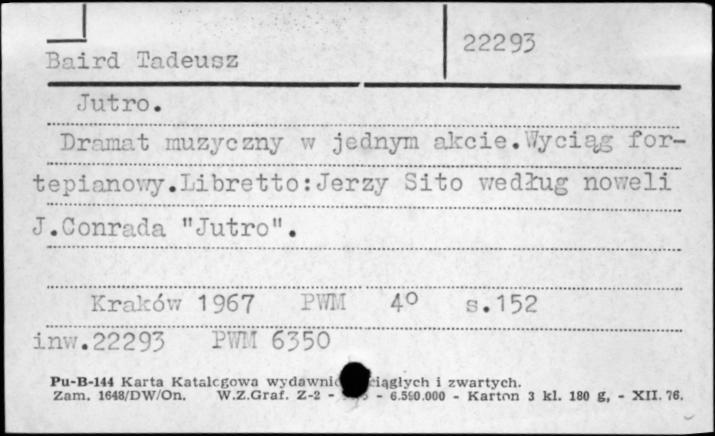 22293
Baird Tadeusz
Jutro.
Dramat muzyczny w jednym akcie.Wyciąg for-
tepianowy.Libretto:Jerzy Sito według noweli
J.Conrada "Jutro".
Kraków 1967 PWM 4° s.152
inw.22293 PWM 6350
Pu-B-144 Karta Katalogowa i zwartych.
Zam. 1648/DW/On. W.Z.Graf. Z-2 - - 6.500.000 - Karton 3 kl. 180 g, - XII. 76.